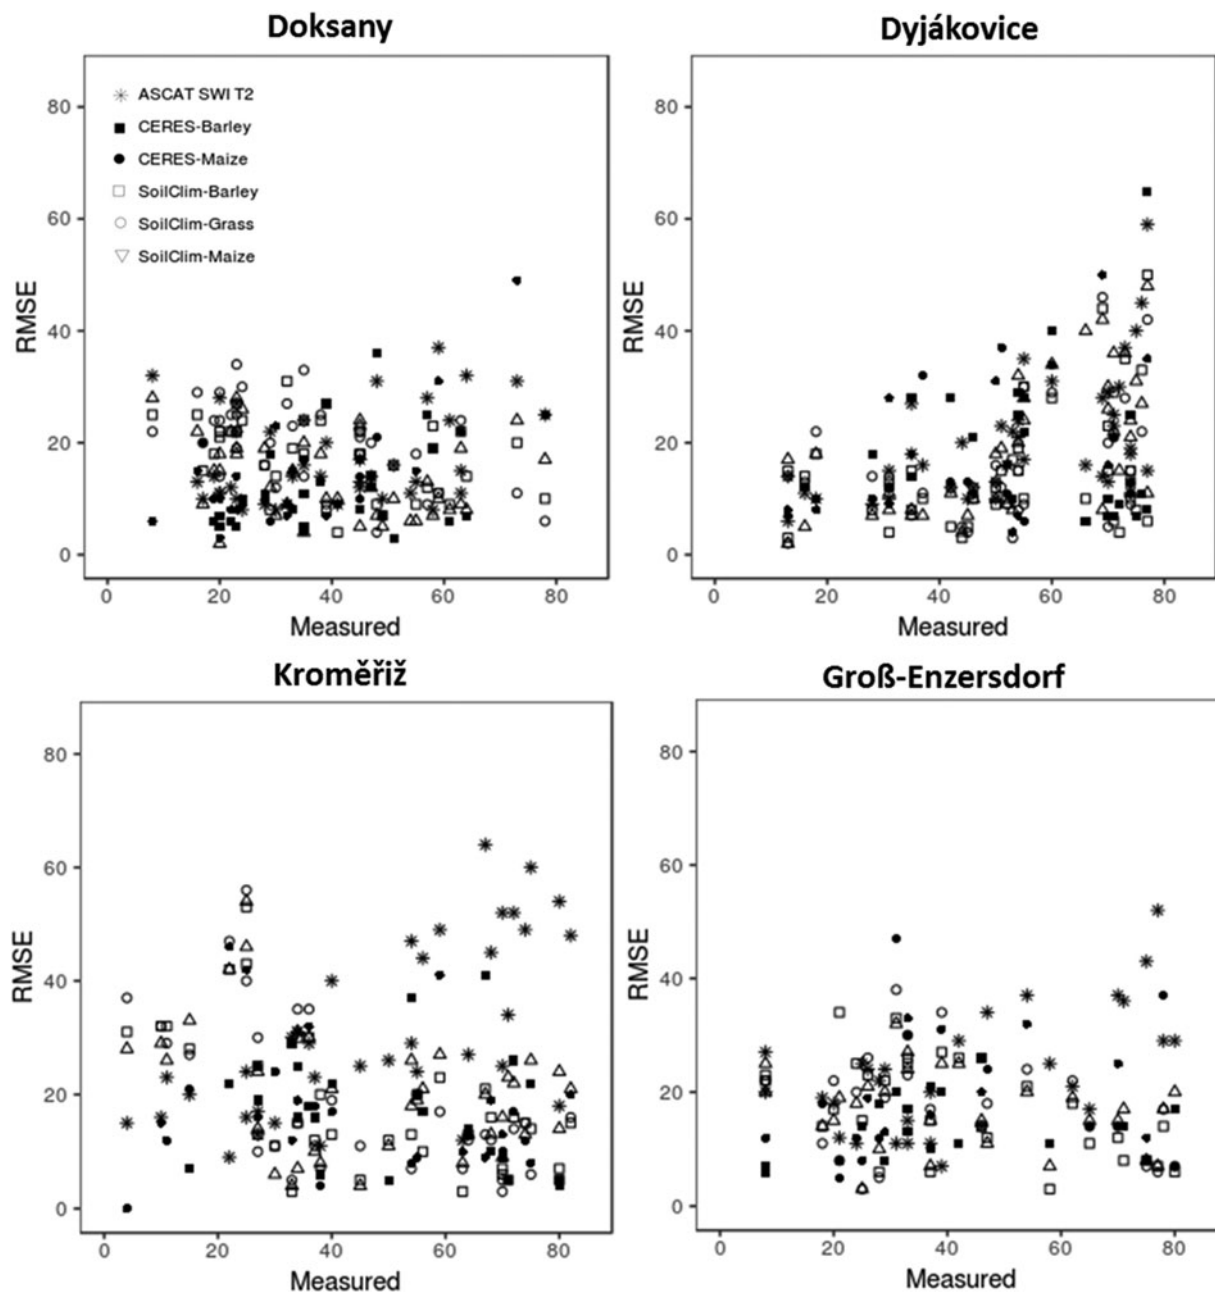 Doksany
Dyjákovice
80
60
40
20
0
RMSE
ASCAT SWI T2
CERES-Barley
CERES-Maize
SoilClim-Barley
SoilClim-Grass
SoilClim-Maize
0 20 40 60 80
Measured
80
60
40
20
0
RMSE
0 20 40 60 80
Measured
Kroměřiž
Groß-Enzersdorf
80
60
40
20
0
RMSE
0 20 40 60 80
Measured
80
60
40
20
0
RMSE
0 20 40 60 80
Measured